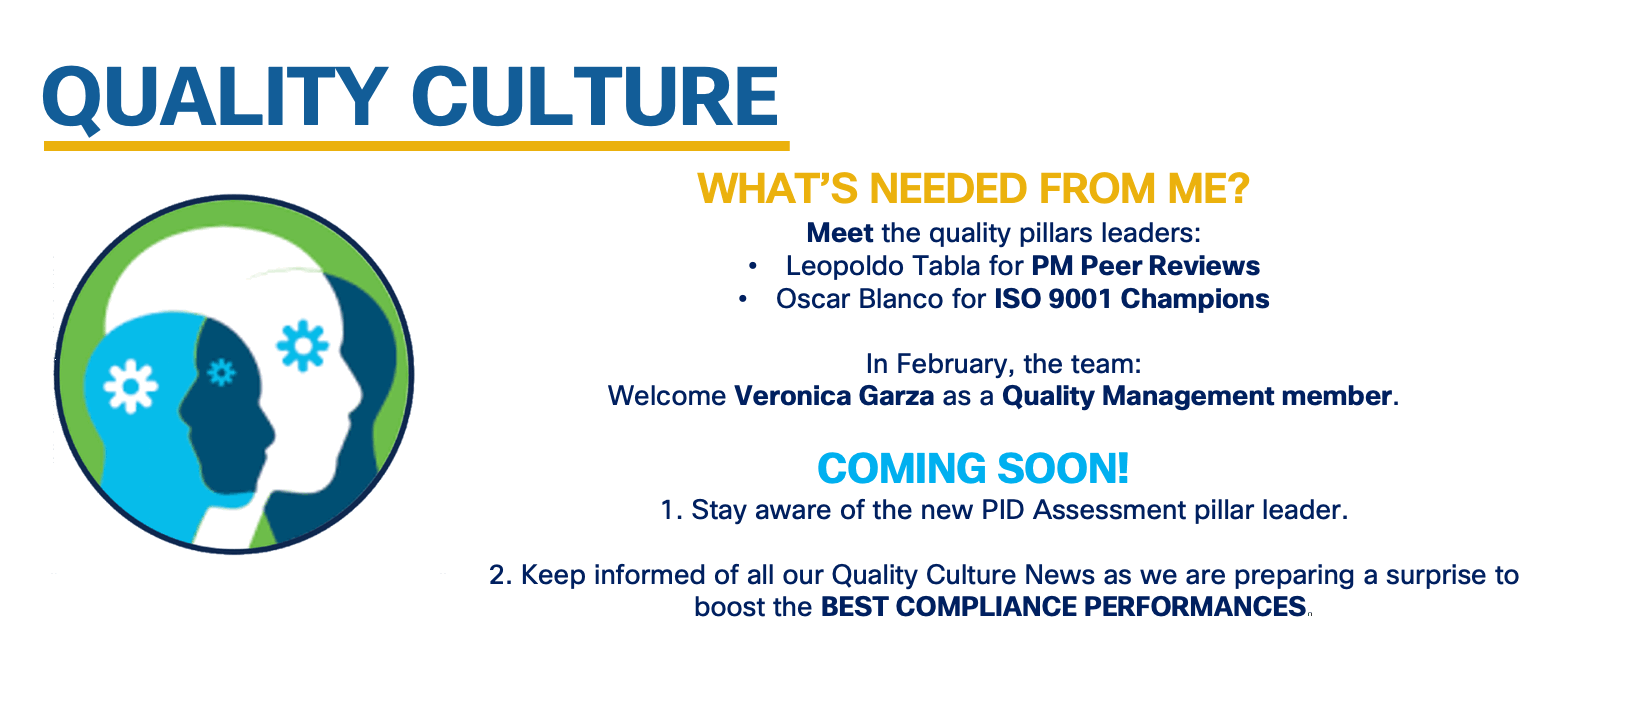 QUALITY CULTURE
WHAT'S NEEDED FROM ME?
Meet the quality pillars leaders:
• Leopoldo Tabla for PM Peer Reviews
• Oscar Blanco for ISO 9001 Champions
In February, the team:
Welcome Veronica Garza as a Quality Management member.
COMING SOON!
1. Stay aware of the new PID Assessment pillar leader.
2. Keep informed of all our Quality Culture News as we are preparing a surprise to
boost the BEST COMPLIANCE PERFORMANCES.